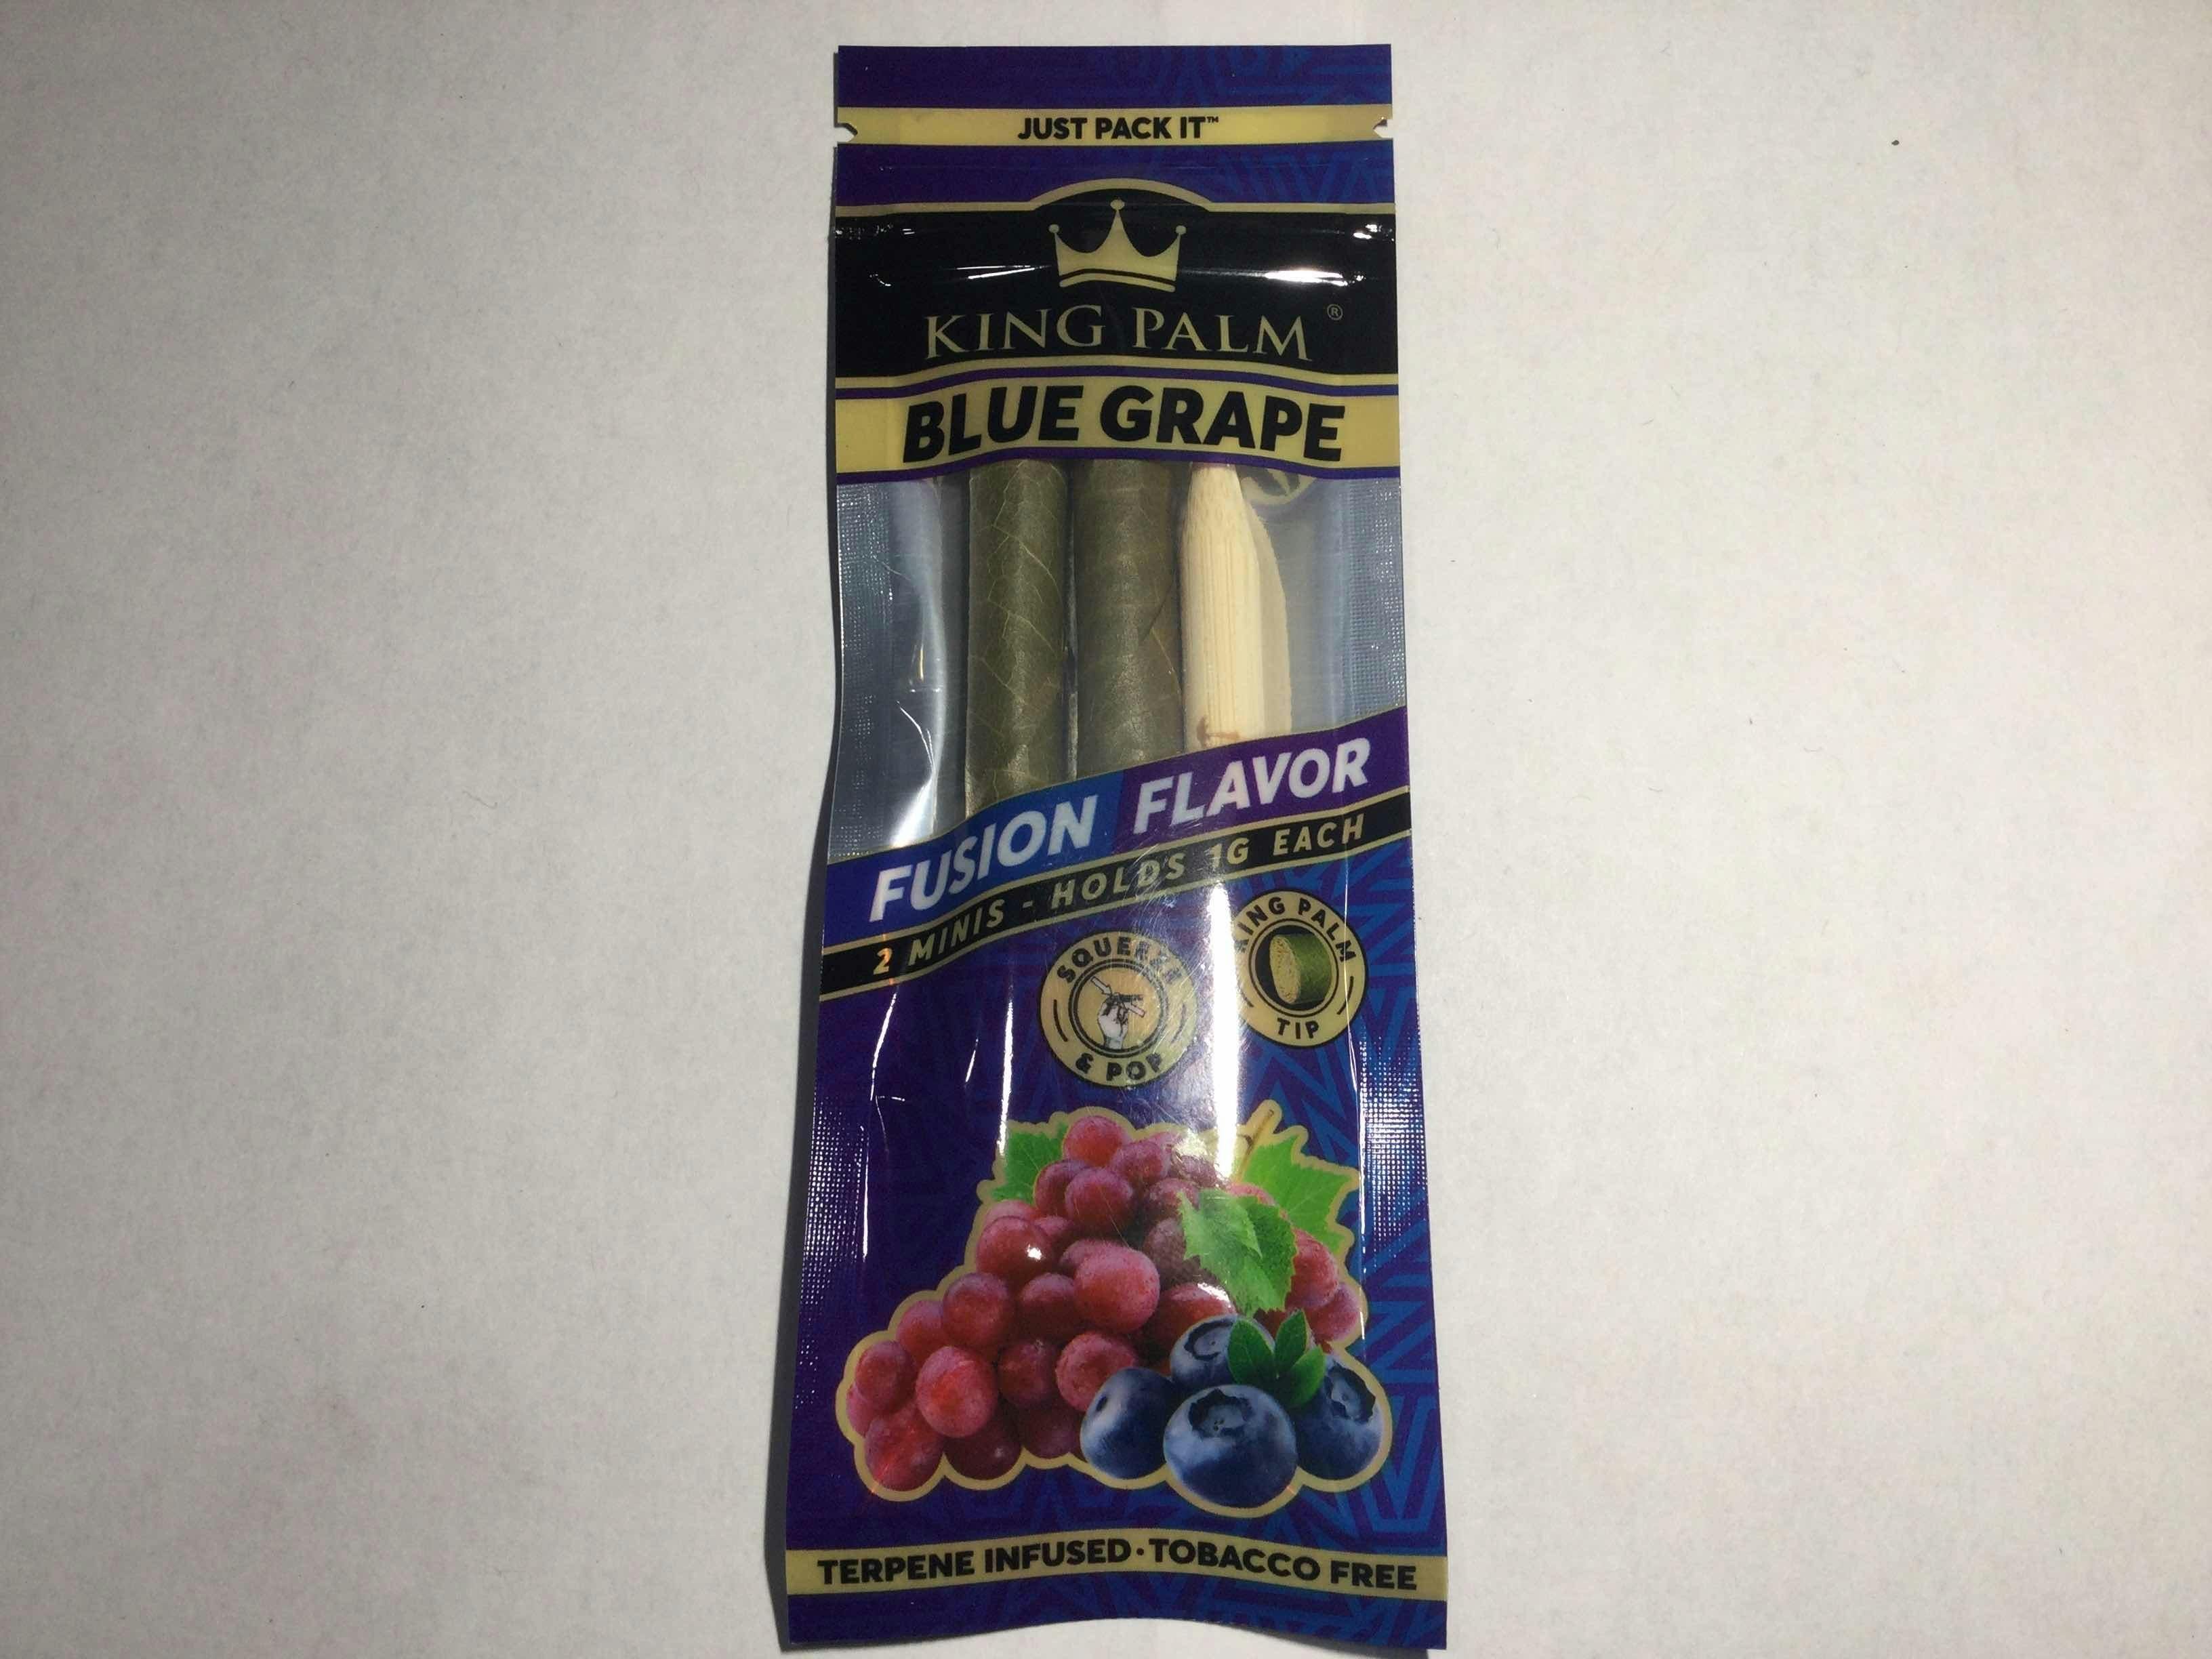 JUST PACK IT™
KING PALM ®
BLUE GRAPE
FUSION FLAVOR
2 MINIS - HOLDS 1G EACH
SQUEEZE
& POP
KING PALM
TIP
TERPENE INFUSED · TOBACCO FREE